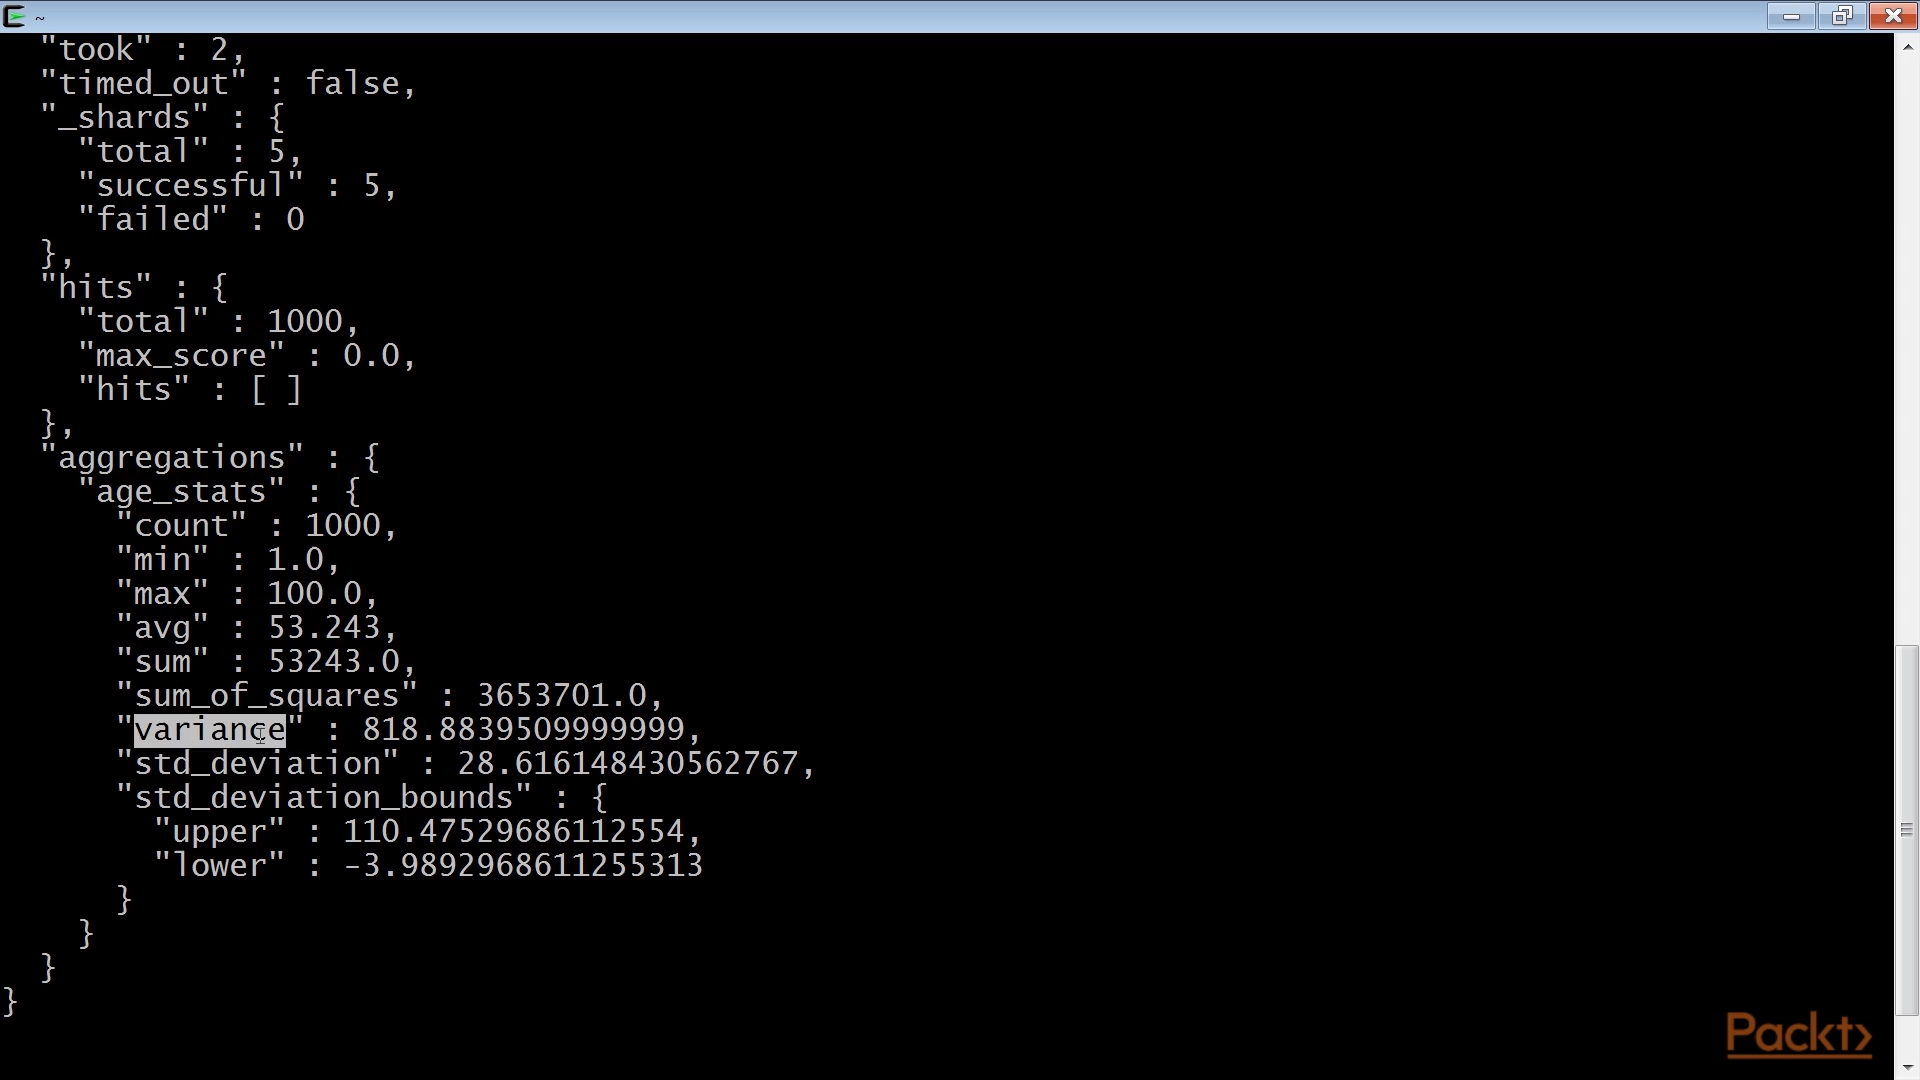 ~
"took" : 2,
"timed_out" : false,
"_shards" : {
"total" : 5,
"successful" : 5,
"failed" : 0
},
"hits" : {
"total" : 1000,
"max_score" : 0.0,
"hits" : [ ]
},
"aggregations" : {
"age_stats" : {
"count" : 1000,
"min" : 1.0,
"max" : 100.0,
"avg" : 53.243,
"sum" : 53243.0,
"sum_of_squares" : 3653701.0,
"variance" : 818.8839509999999,
"std_deviation" : 28.616148430562767,
"std_deviation_bounds" : {
"upper" : 110.47529686112554,
"lower" : -3.9892968611255313
}
}
}
}
Packt>